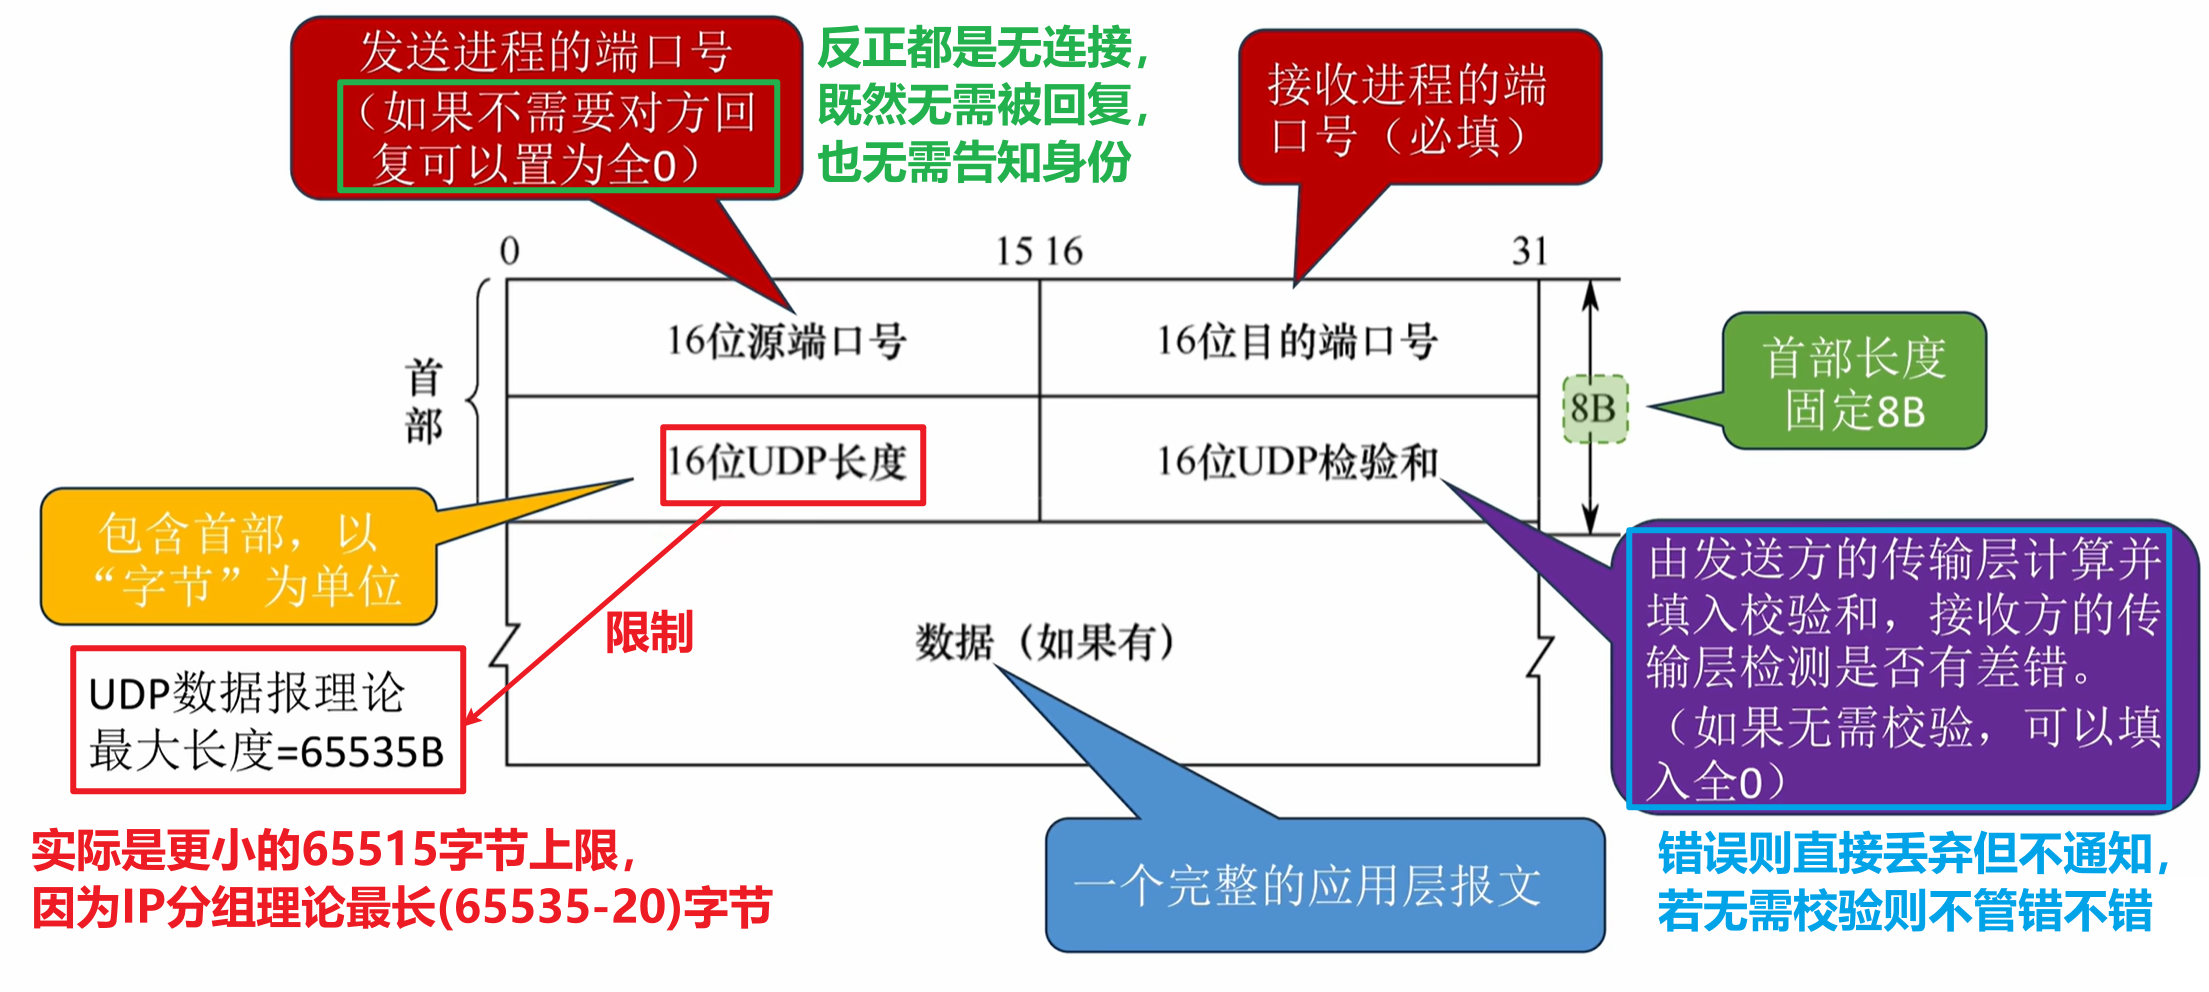 发送进程的端口号
（如果不需要对方回
复可以置为全0）
反正都是无连接，
既然无需被回复，
也无需告知身份
接收进程的端
口号（必填）
0
15
16
31
首
部
16位源端口号
16位目的端口号
8B
首部长度
固定8B
16位UDP长度
16位UDP检验和
包含首部，以
“字节”为单位
限制
数据（如果有）
由发送方的传输层计算并
填入校验和，接收方的传
输层检测是否有差错。
（如果无需校验，可以填
入全0）
UDP数据报理论
最大长度=65535B
实际是更小的65515字节上限，
因为IP分组理论最长(65535-20)字节
一个完整的应用层报文
错误则直接丢弃但不通知，
若无需校验则不管错不错